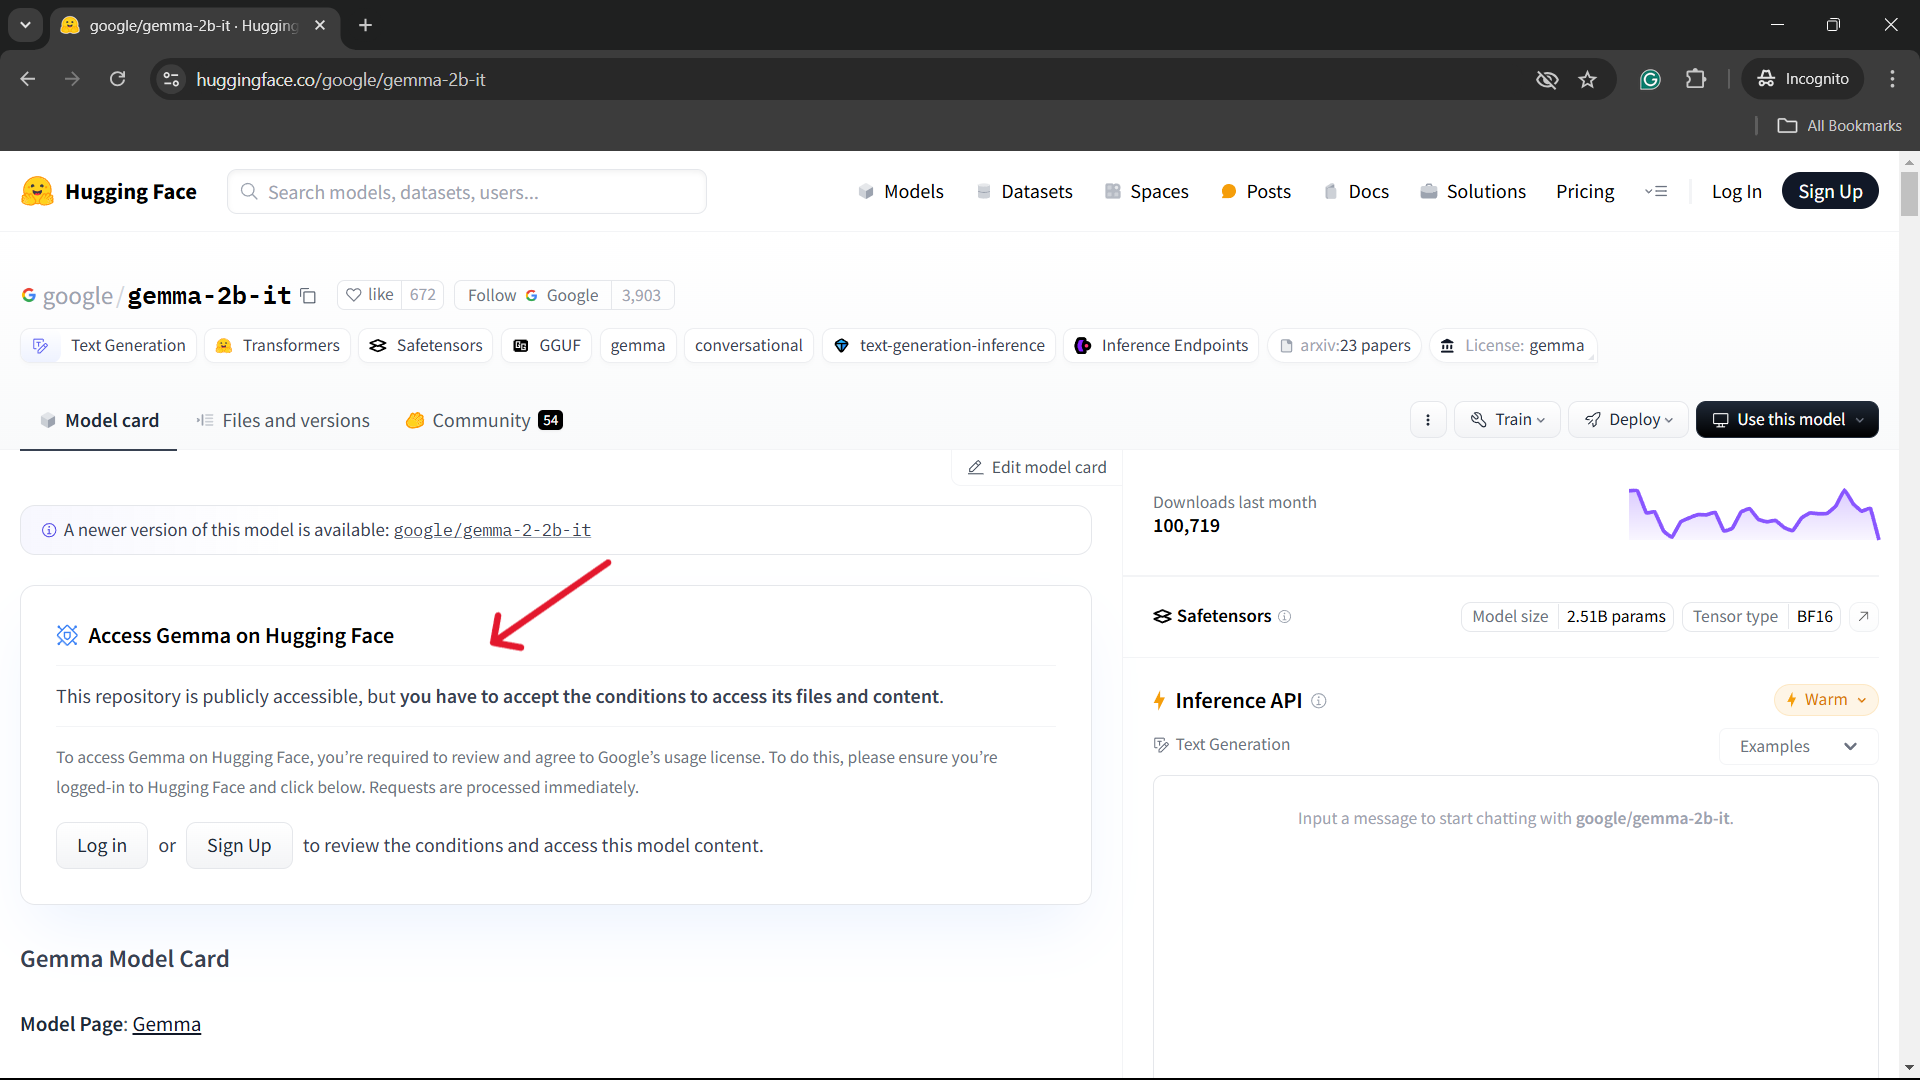 google/gemma-2b-it · Hugging
huggingface.co/google/gemma-2b-it
Incognito
All Bookmarks
Hugging Face
Search models, datasets, users...
Models
Datasets
Spaces
Posts
Docs
Solutions
Pricing
Log In
Sign Up
google/gemma-2b-it
like 672
Follow Google 3,903
Text Generation
Transformers
Safetensors
GGUF
gemma
conversational
text-generation-inference
Inference Endpoints
arxiv:23 papers
License: gemma
Model card
Files and versions
Community 54
Train
Deploy
Use this model
Edit model card
A newer version of this model is available: google/gemma-2-2b-it
Access Gemma on Hugging Face
This repository is publicly accessible, but you have to accept the conditions to access its files and content.
To access Gemma on Hugging Face, you’re required to review and agree to Google’s usage license. To do this, please ensure you’re
logged-in to Hugging Face and click below. Requests are processed immediately.
Log in or Sign Up to review the conditions and access this model content.
Gemma Model Card
Model Page: Gemma
Downloads last month
100,719
Safetensors
Model size 2.51B params
Tensor type BF16
Inference API
Warm
Text Generation
Examples
Input a message to start chatting with google/gemma-2b-it.